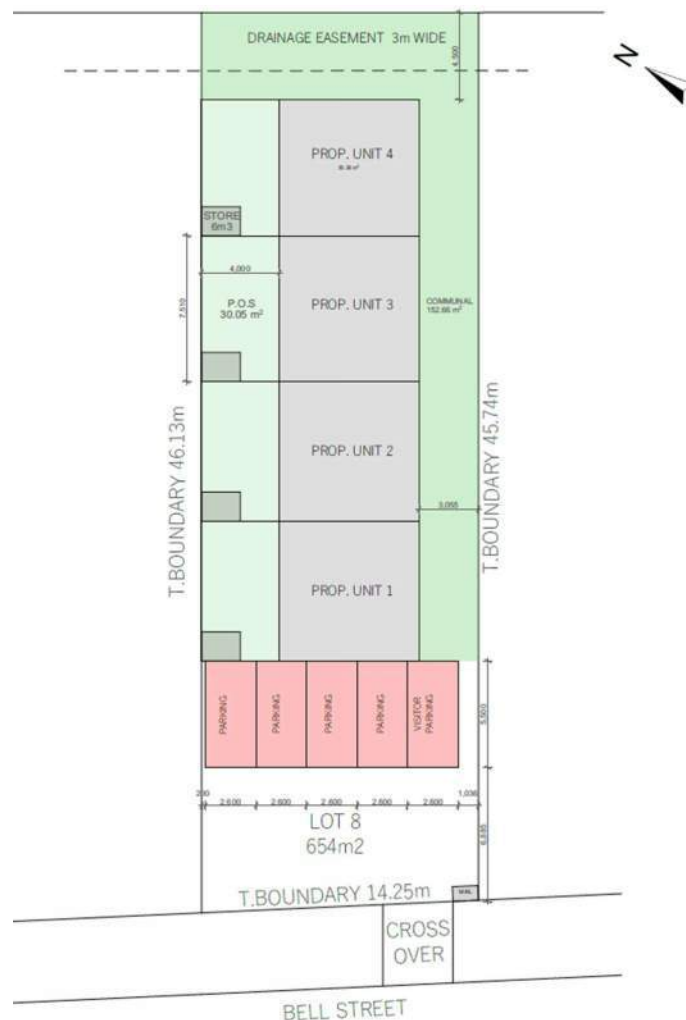 DRAINAGE EASEMENT 3m WIDE
4,500
N
PROP. UNIT 4
STORE
6m3
4,000
7,510
P.O.S
30.05 m²
PROP. UNIT 3
COMMUNAL
152.66 m²
T.BOUNDARY 46.13m
T.BOUNDARY 45.74m
PROP. UNIT 2
3,055
PROP. UNIT 1
PARKING
PARKING
PARKING
PARKING
VISITOR
PARKING
5,500
200
2,600
2,600
2,600
2,600
2,600
1,036
LOT 8
654m2
T.BOUNDARY 14.25m
CROSS
OVER
BELL STREET